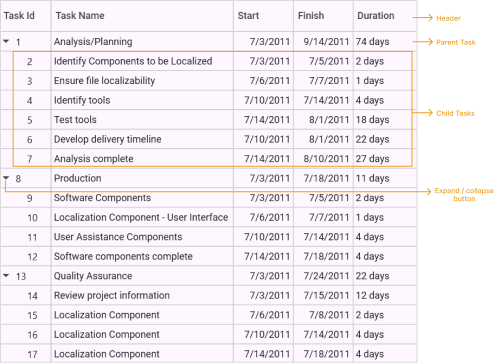 Task Id Task Name Start Finish Duration Header
1 Analysis/Planning 7/3/2011 9/14/2011 74 days Parent Task
2 Identify Components to be Localized 7/3/2011 7/5/2011 2 days
3 Ensure file localizability 7/6/2011 7/7/2011 1 days
4 Identify tools 7/10/2011 7/14/2011 4 days
5 Test tools 7/14/2011 8/1/2011 18 days Child Tasks
6 Develop delivery timeline 7/10/2011 8/1/2011 22 days
7 Analysis complete 7/14/2011 8/10/2011 27 days
8 Production 7/3/2011 7/18/2011 11 days
Expand / collapse
button
9 Software Components 7/3/2011 7/5/2011 2 days
10 Localization Component - User Interface 7/6/2011 7/7/2011 1 days
11 User Assistance Components 7/10/2011 7/14/2011 4 days
12 Software components complete 7/14/2011 7/18/2011 4 days
13 Quality Assurance 7/3/2011 7/24/2011 22 days
14 Review project information 7/3/2011 7/15/2011 12 days
15 Localization Component 7/6/2011 7/8/2011 2 days
16 Localization Component 7/10/2011 7/14/2011 4 days
17 Localization Component 7/14/2011 7/18/2011 4 days